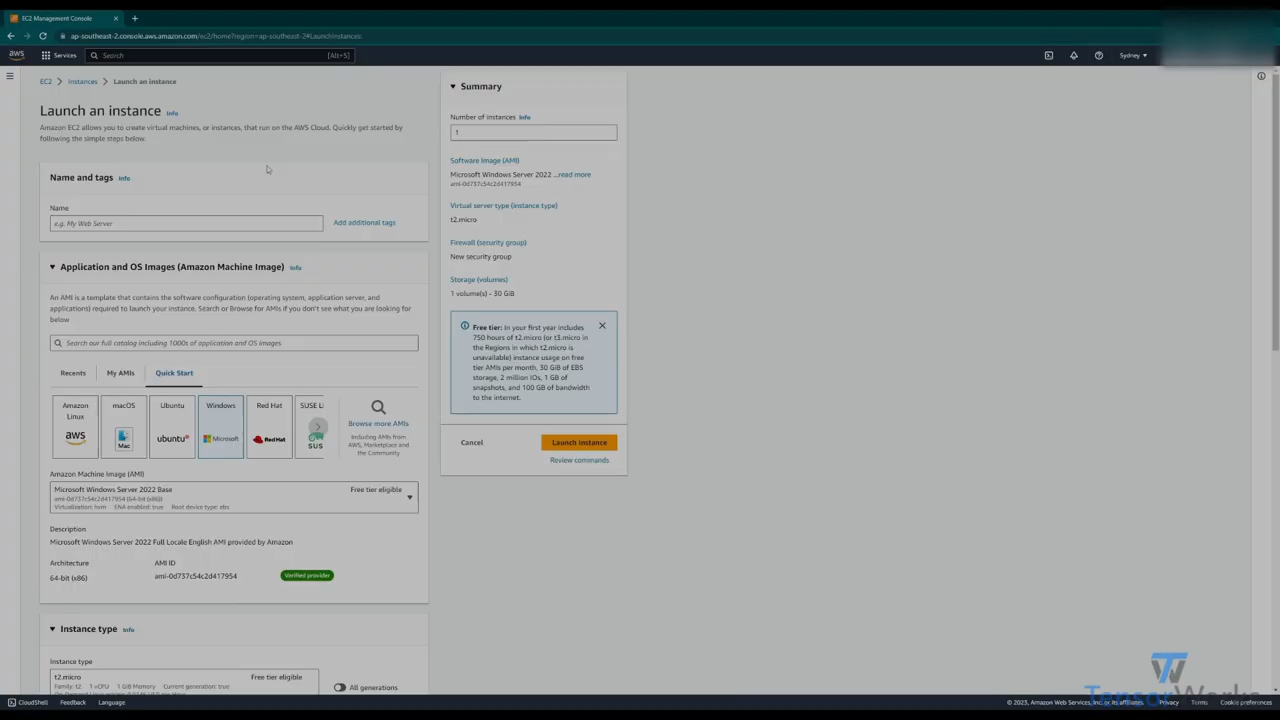 EC2 Management Console
ap-southeast-2.console.aws.amazon.com/ec2/home?region=ap-southeast-2#LaunchInstances:
aws
Services
Search
[Alt+S]
Sydney
EC2
Instances
Launch an instance
Launch an instance
Info
Amazon EC2 allows you to create virtual machines, or instances, that run on the AWS Cloud. Quickly get started by
following the simple steps below.
Name and tags
Info
Name
e.g. My Web Server
Add additional tags
Application and OS Images (Amazon Machine Image)
Info
An AMI is a template that contains the software configuration (operating system, application server, and
applications) required to launch your instance. Search or Browse for AMIs if you don't see what you are looking for
below
Search our full catalog including 1000s of application and OS images
Recents
My AMIs
Quick Start
Amazon
Linux
aws
macOS
Mac
Ubuntu
ubuntu
Windows
Microsoft
Red Hat
Red Hat
SUSE Li
SUS
Browse more AMIs
Including AMIs from
AWS, Marketplace and
the Community
Amazon Machine Image (AMI)
Microsoft Windows Server 2022 Base
Free tier eligible
ami-0d737c54c2d417954 (64-bit (x86))
Virtualization: hvm ENA enabled: true Root device type: ebs
Description
Microsoft Windows Server 2022 Full Locale English AMI provided by Amazon
Architecture
64-bit (x86)
AMI ID
ami-0d737c54c2d417954
Verified provider
Instance type
Info
Instance type
t2.micro
Free tier eligible
Family: t2 1 vCPU 1 GiB Memory Current generation: true
All generations
Summary
Number of instances
Info
1
Software Image (AMI)
Microsoft Windows Server 2022 ...read more
ami-0d737c54c2d417954
Virtual server type (instance type)
t2.micro
Firewall (security group)
New security group
Storage (volumes)
1 volume(s) - 30 GiB
Free tier: In your first year includes
750 hours of t2.micro (or t3.micro in
the Regions in which t2.micro is
unavailable) instance usage on free
tier AMIs per month, 30 GiB of EBS
storage, 2 million IOs, 1 GB of
snapshots, and 100 GB of bandwidth
to the internet.
Cancel
Launch instance
Review commands
TensorWorks
CloudShell
Feedback
Language
© 2023, Amazon Web Services, Inc. or its affiliates.
Privacy
Terms
Cookie preferences